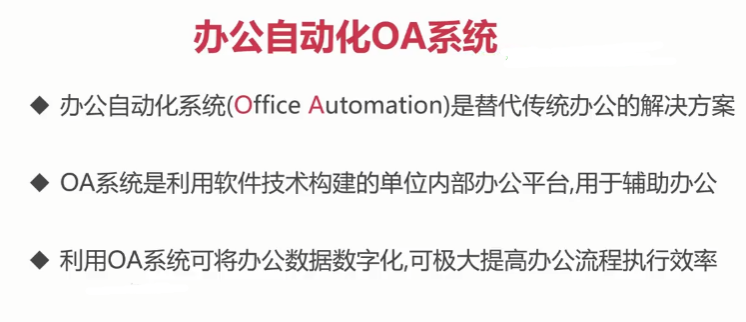 办公自动化OA系统
◆ 办公自动化系统(Office Automation)是替代传统办公的解决方案
◆ OA系统是利用软件技术构建的单位内部办公平台,用于辅助办公
◆ 利用OA系统可将办公数据数字化,可极大提高办公流程执行效率